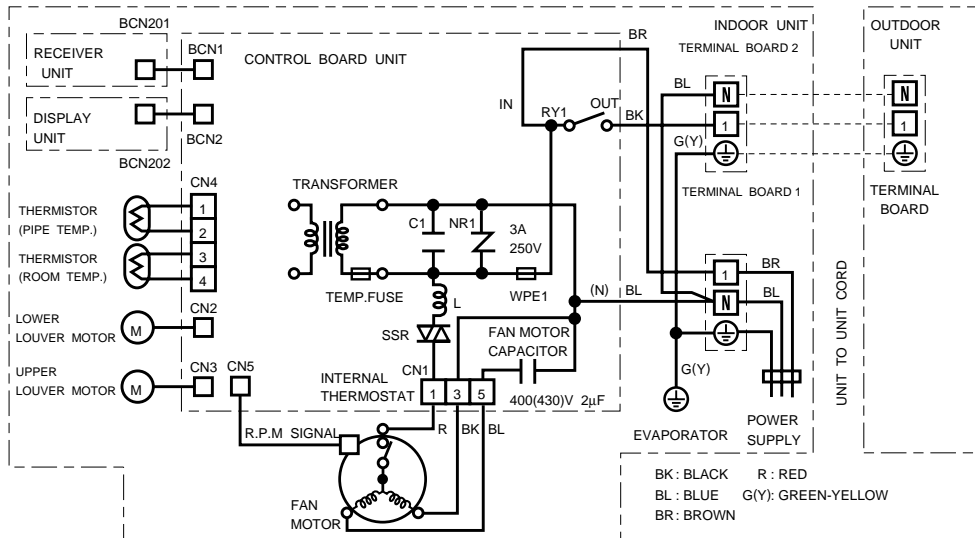 BCN201
INDOOR UNIT
OUTDOOR
UNIT
RECEIVER
UNIT
BCN1
CONTROL BOARD UNIT
BR
TERMINAL BOARD 2
BL
N
N
IN
RY1
OUT
BK
1
1
DISPLAY
UNIT
BCN2
G(Y)
BCN202
TERMINAL BOARD 1
TERMINAL
BOARD
CN4
TRANSFORMER
THERMISTOR
(PIPE TEMP.)
1
2
C1
NR1
3A
250V
THERMISTOR
(ROOM TEMP.)
3
4
1
BR
TEMP.FUSE
WPE1
(N)
BL
N
BL
L
CN2
LOWER
LOUVER MOTOR
M
SSR
FAN MOTOR
CAPACITOR
UNIT TO UNIT CORD
UPPER
LOUVER MOTOR
M
CN3
CN5
CN1
INTERNAL
THERMOSTAT
1
3
5
400(430)V 2μF
G(Y)
R.P.M SIGNAL
R
BK
BL
EVAPORATOR
POWER
SUPPLY
FAN
MOTOR
BK : BLACK R : RED
BL : BLUE G(Y): GREEN-YELLOW
BR : BROWN